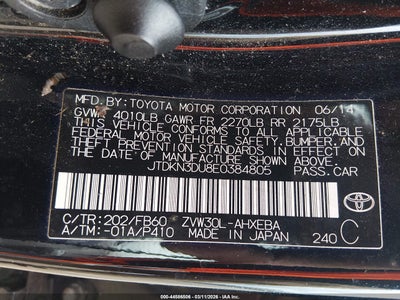 MFD. BY: TOYOTA MOTOR CORPORATION 06/14
GVWR 4010LB GAWR FR 2270LB RR 2175LB
THIS VEHICLE CONFORMS TO ALL APPLICABLE
FEDERAL MOTOR VEHICLE SAFETY, BUMPER, AND
THEFT PREVENTION STANDARDS IN EFFECT ON
THE DATE OF MANUFACTURE SHOWN ABOVE.
JTDKN3DU8E0384805 PASS.CAR
C/TR:202/FB60 ZVW30L-AHXEBA
A/TM:-01A/P410 MADE IN JAPAN 240 C
TOYOTA
000-44598506 - 03/11/2026 -